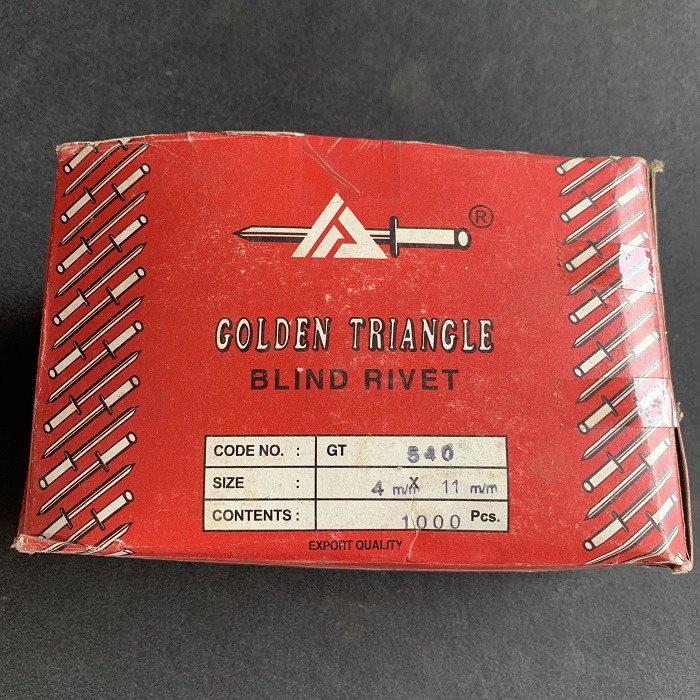 ®
GOLDEN TRIANGLE
BLIND RIVET
CODE NO. : GT 540
SIZE : 4 m/m X 11 m/m
CONTENTS : 1000 Pcs.
EXPORT QUALITY